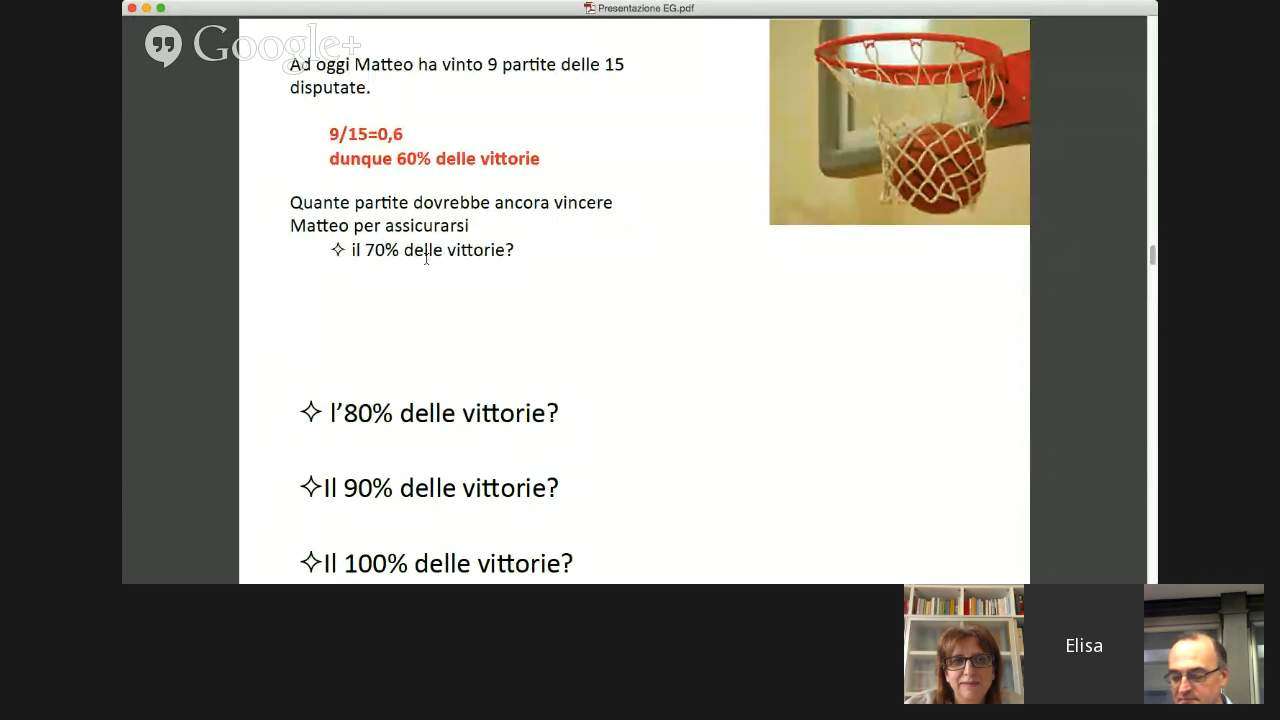 Presentazione EG.pdf
Google+
Ad oggi Matteo ha vinto 9 partite delle 15
disputate.
9/15=0,6
dunque 60% delle vittorie
Quante partite dovrebbe ancora vincere
Matteo per assicurarsi
✧ il 70% delle vittorie?
✧ l’80% delle vittorie?
✧Il 90% delle vittorie?
✧Il 100% delle vittorie?
Elisa